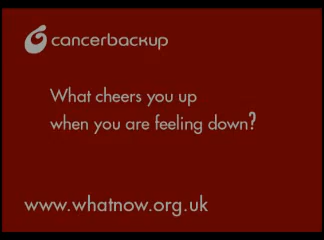 cancerbackup
What cheers you up
when you are feeling down?
www.whatnow.org.uk